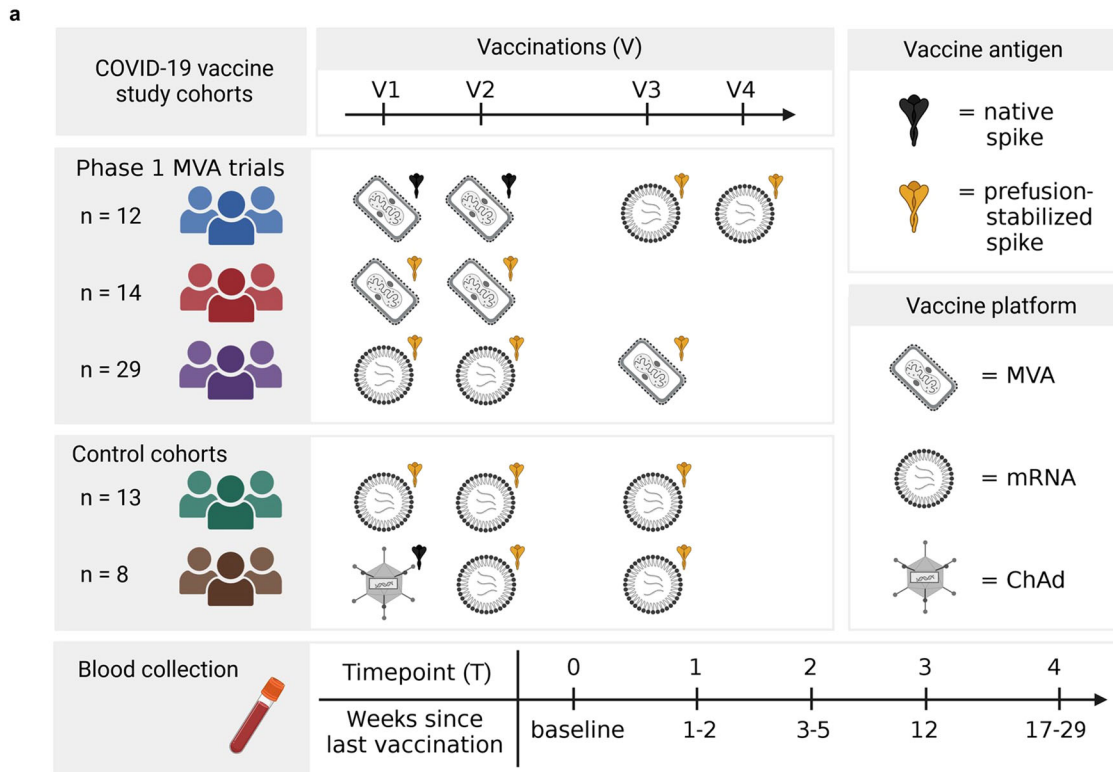 a
COVID-19 vaccine
study cohorts
Vaccinations (V)
V1 V2 V3 V4
Phase 1 MVA trials
n = 12
n = 14
n = 29
Control cohorts
n = 13
n = 8
Vaccine antigen
= native
spike
= prefusion-
stabilized
spike
Vaccine platform
= MVA
= mRNA
= ChAd
Blood collection
Timepoint (T) 0 1 2 3 4
Weeks since
last vaccination baseline 1-2 3-5 12 17-29